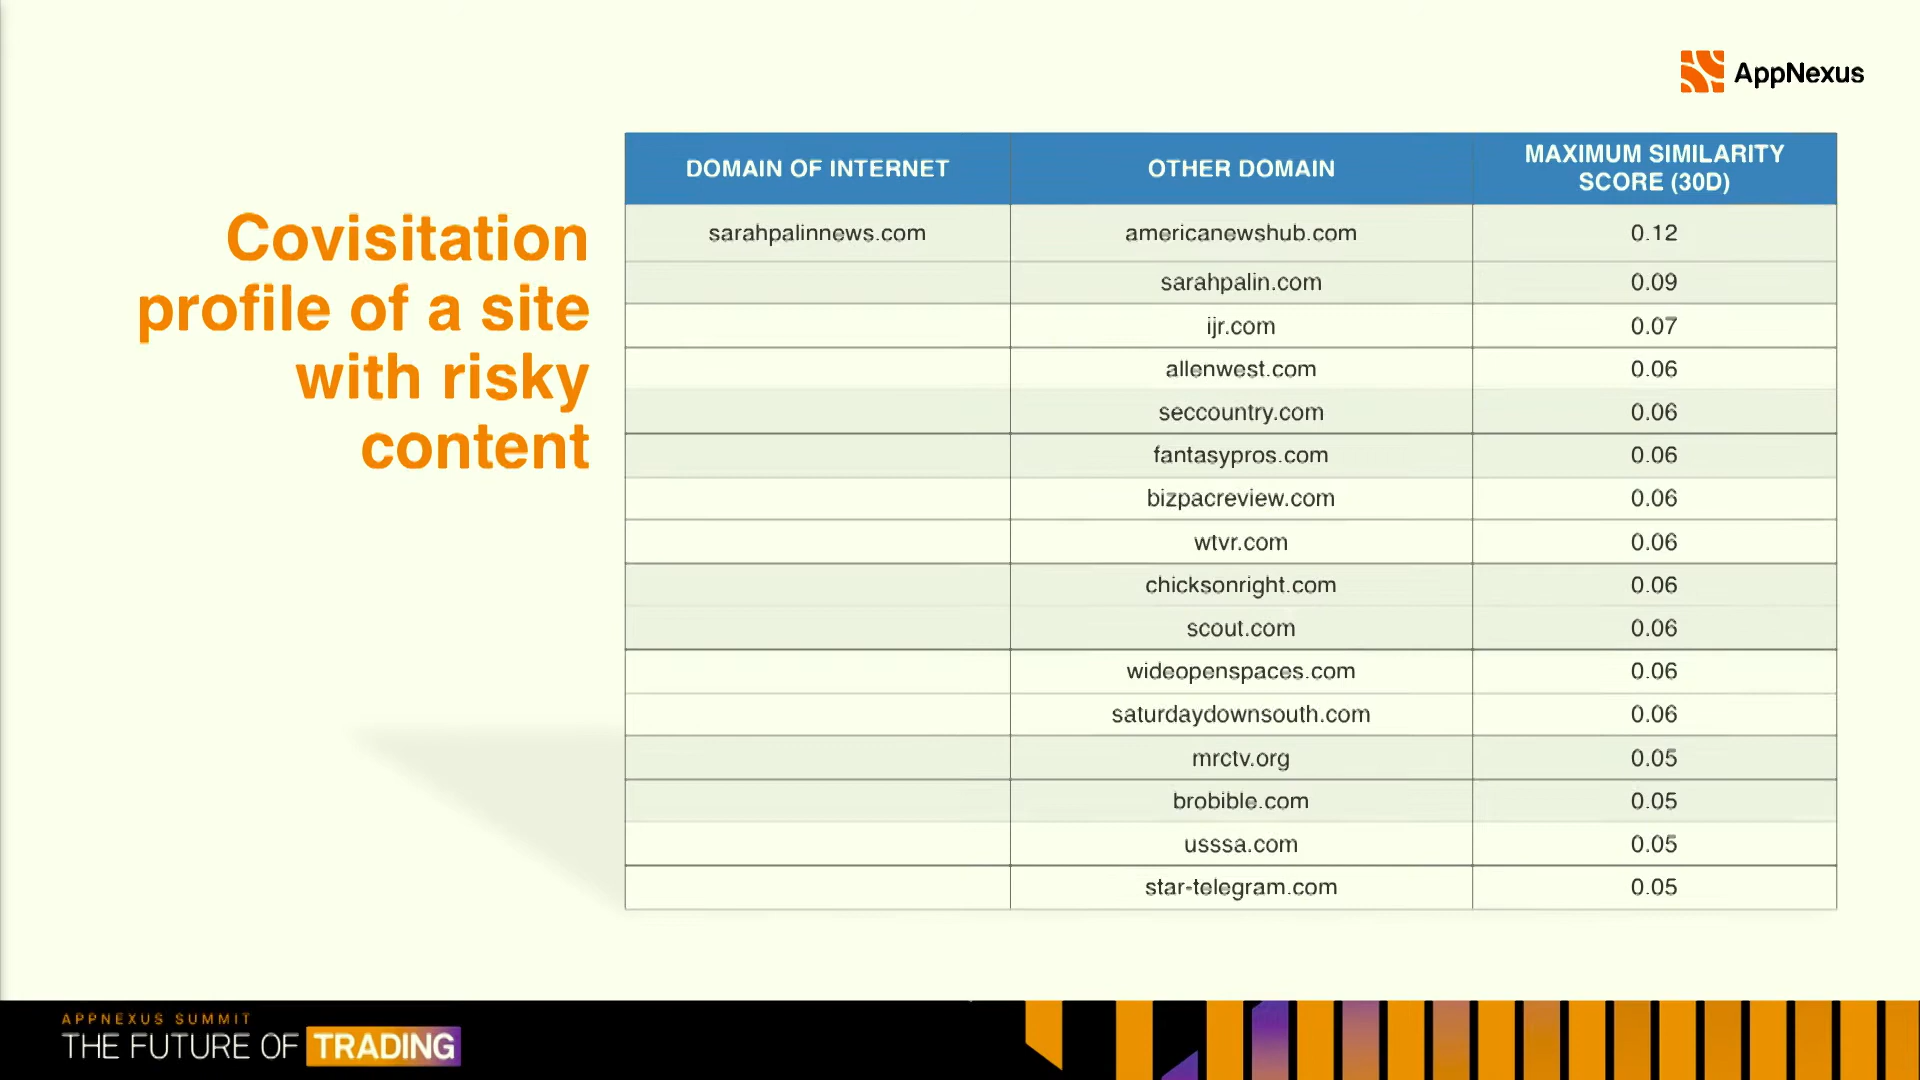 AppNexus
Covisitation
profile of a site
with risky
content
DOMAIN OF INTERNET OTHER DOMAIN MAXIMUM SIMILARITY SCORE (30D)
sarahpalinnews.com americanewshub.com 0.12
sarahpalin.com 0.09
ijr.com 0.07
allenwest.com 0.06
seccountry.com 0.06
fantasypros.com 0.06
bizpacreview.com 0.06
wtvr.com 0.06
chicksonright.com 0.06
scout.com 0.06
wideopenspaces.com 0.06
saturdaydownsouth.com 0.06
mrctv.org 0.05
brobible.com 0.05
usssa.com 0.05
star-telegram.com 0.05
APPNEXUS SUMMIT
THE FUTURE OF TRADING